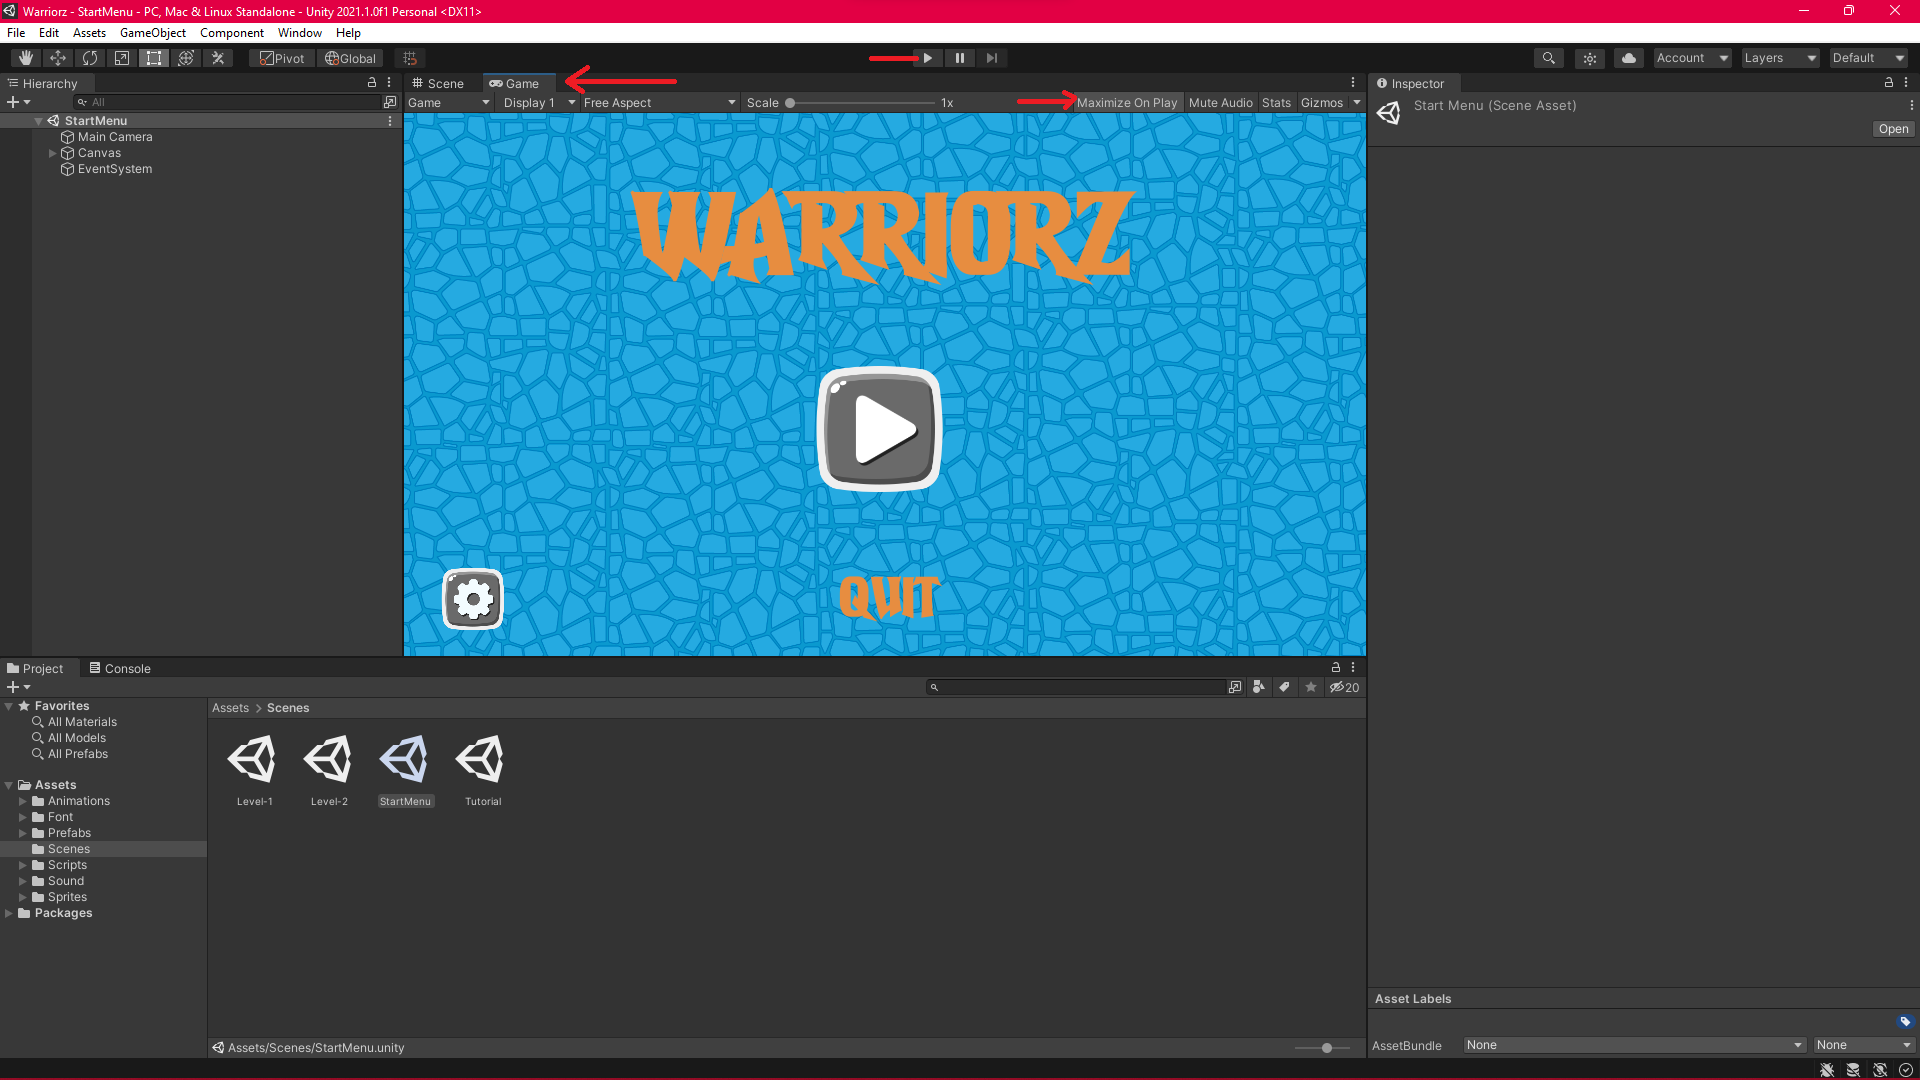 Warriorz - StartMenu - PC, Mac & Linux Standalone - Unity 2021.1.0f1 Personal <DX11>
File Edit Assets GameObject Component Window Help
Pivot Global Account Layers Default
Hierarchy
All
StartMenu
Main Camera
Canvas
EventSystem
Scene Game
Game Display 1 Free Aspect Scale 1x Maximize On Play Mute Audio Stats Gizmos
WARRIORZ
QUIT
Inspector
Start Menu (Scene Asset)
Open
Project Console
20
Favorites
All Materials
All Models
All Prefabs
Assets
Animations
Font
Prefabs
Scenes
Scripts
Sound
Sprites
Packages
Assets > Scenes
Level-1 Level-2 StartMenu Tutorial
Assets/Scenes/StartMenu.unity
Asset Labels
AssetBundle None None